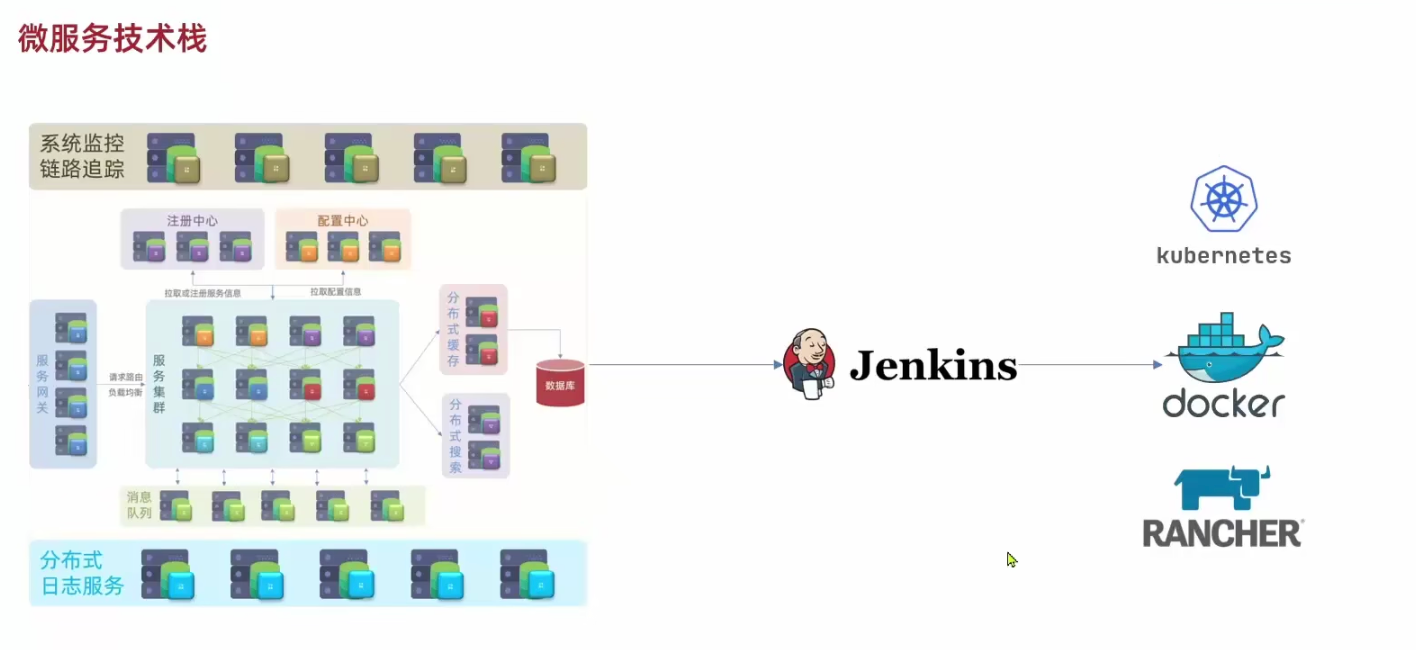 微服务技术栈
系统监控
链路追踪
注册中心
配置中心
拉取或注册服务信息
拉取配置信息
服务网关
请求路由
负载均衡
服务集群
分布式缓存
分布式搜索
数据库
消息
队列
分布式
日志服务
Jenkins
kubernetes
docker
RANCHER